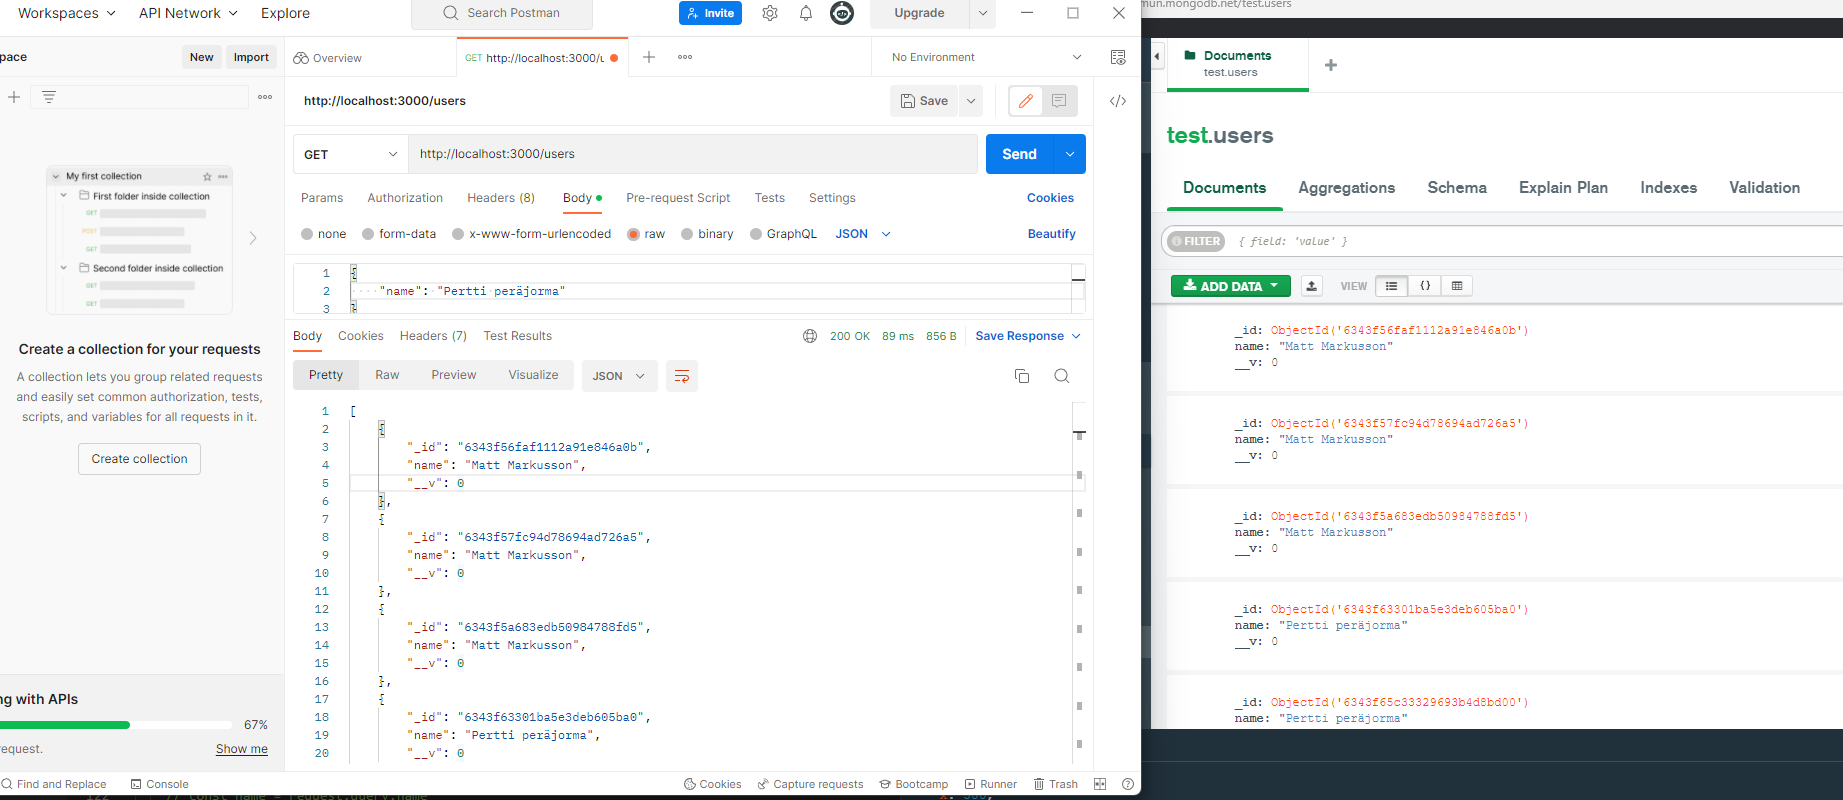 Workspaces
API Network
Explore
Search Postman
Invite
Upgrade
mun.mongodb.net/test.users
pace
New
Import
Overview
GET http://localhost:3000/u
No Environment
http://localhost:3000/users
Save
GET
http://localhost:3000/users
Send
Params
Authorization
Headers (8)
Body
Pre-request Script
Tests
Settings
Cookies
none
form-data
x-www-form-urlencoded
raw
binary
GraphQL
JSON
Beautify
1 {
2 "name": "Pertti peräjorma"
3 }
My first collection
First folder inside collection
GET
POST
GET
Second folder inside collection
GET
GET
Create a collection for your requests
A collection lets you group related requests
and easily set common authorization, tests,
scripts, and variables for all requests in it.
Create collection
ng with APIs
67%
equest.
Show me
Body
Cookies
Headers (7)
Test Results
200 OK
89 ms
856 B
Save Response
Pretty
Raw
Preview
Visualize
JSON
1 [
2 {
3 "_id": "6343f56faf1112a91e846a0b",
4 "name": "Matt Markusson",
5 "__v": 0
6 },
7 {
8 "_id": "6343f57fc94d78694ad726a5",
9 "name": "Matt Markusson",
10 "__v": 0
11 },
12 {
13 "_id": "6343f5a683edb50984788fd5",
14 "name": "Matt Markusson",
15 "__v": 0
16 },
17 {
18 "_id": "6343f63301ba5e3deb605ba0",
19 "name": "Pertti peräjorma",
20 "__v": 0
Find and Replace
Console
Cookies
Capture requests
Bootcamp
Runner
Trash
122 // const name = request.query.name
Documents
test.users
test.users
Documents
Aggregations
Schema
Explain Plan
Indexes
Validation
FILTER
{ field: 'value' }
ADD DATA
VIEW
{}
_id: ObjectId('6343f56faf1112a91e846a0b')
name: "Matt Markusson"
__v: 0
_id: ObjectId('6343f57fc94d78694ad726a5')
name: "Matt Markusson"
__v: 0
_id: ObjectId('6343f5a683edb50984788fd5')
name: "Matt Markusson"
__v: 0
_id: ObjectId('6343f63301ba5e3deb605ba0')
name: "Pertti peräjorma"
__v: 0
_id: ObjectId('6343f65c33329693b4d8bd00')
name: "Pertti peräjorma"